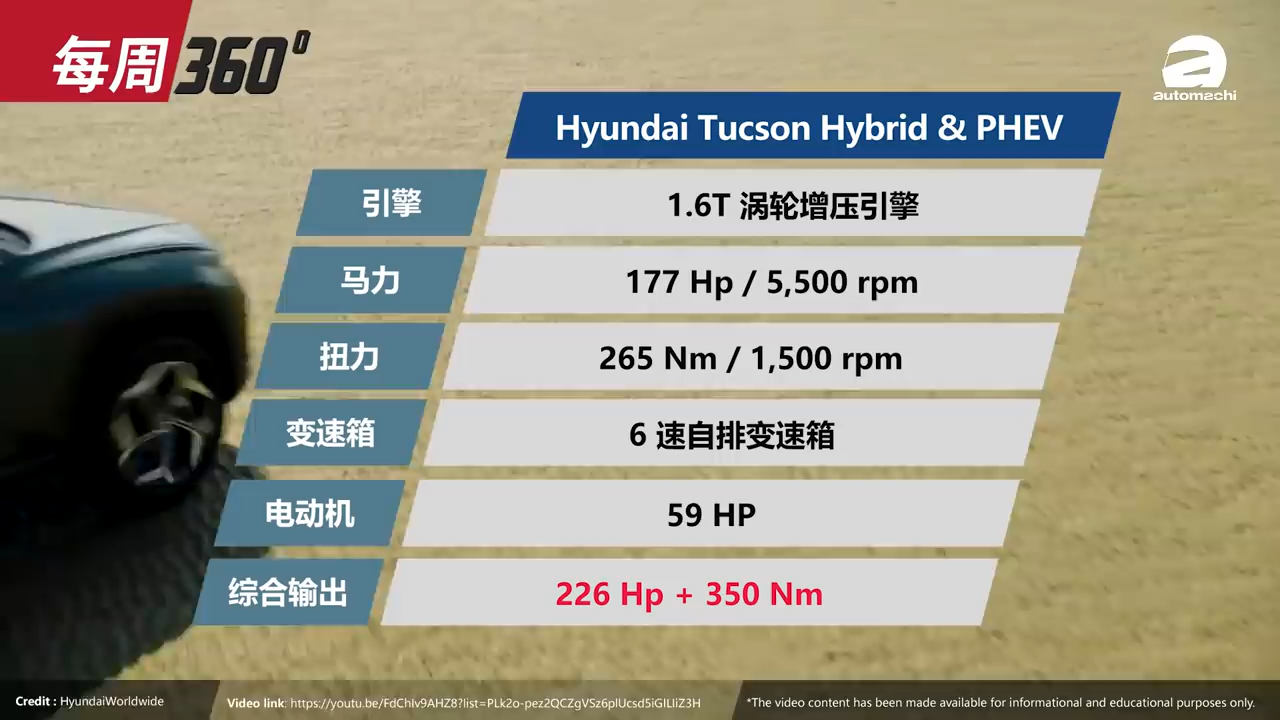 每周360°
automachi
Hyundai Tucson Hybrid & PHEV
引擎 1.6T 涡轮增压引擎
马力 177 Hp / 5,500 rpm
扭力 265 Nm / 1,500 rpm
变速箱 6 速自排变速箱
电动机 59 HP
综合输出 226 Hp + 350 Nm
Credit : HyundaiWorldwide
Video link: https://youtu.be/FdChIv9AHZ8?list=PLk2o-pez2QCZgVSz6plUcsd5iGILIiZ3H
*The video content has been made available for informational and educational purposes only.